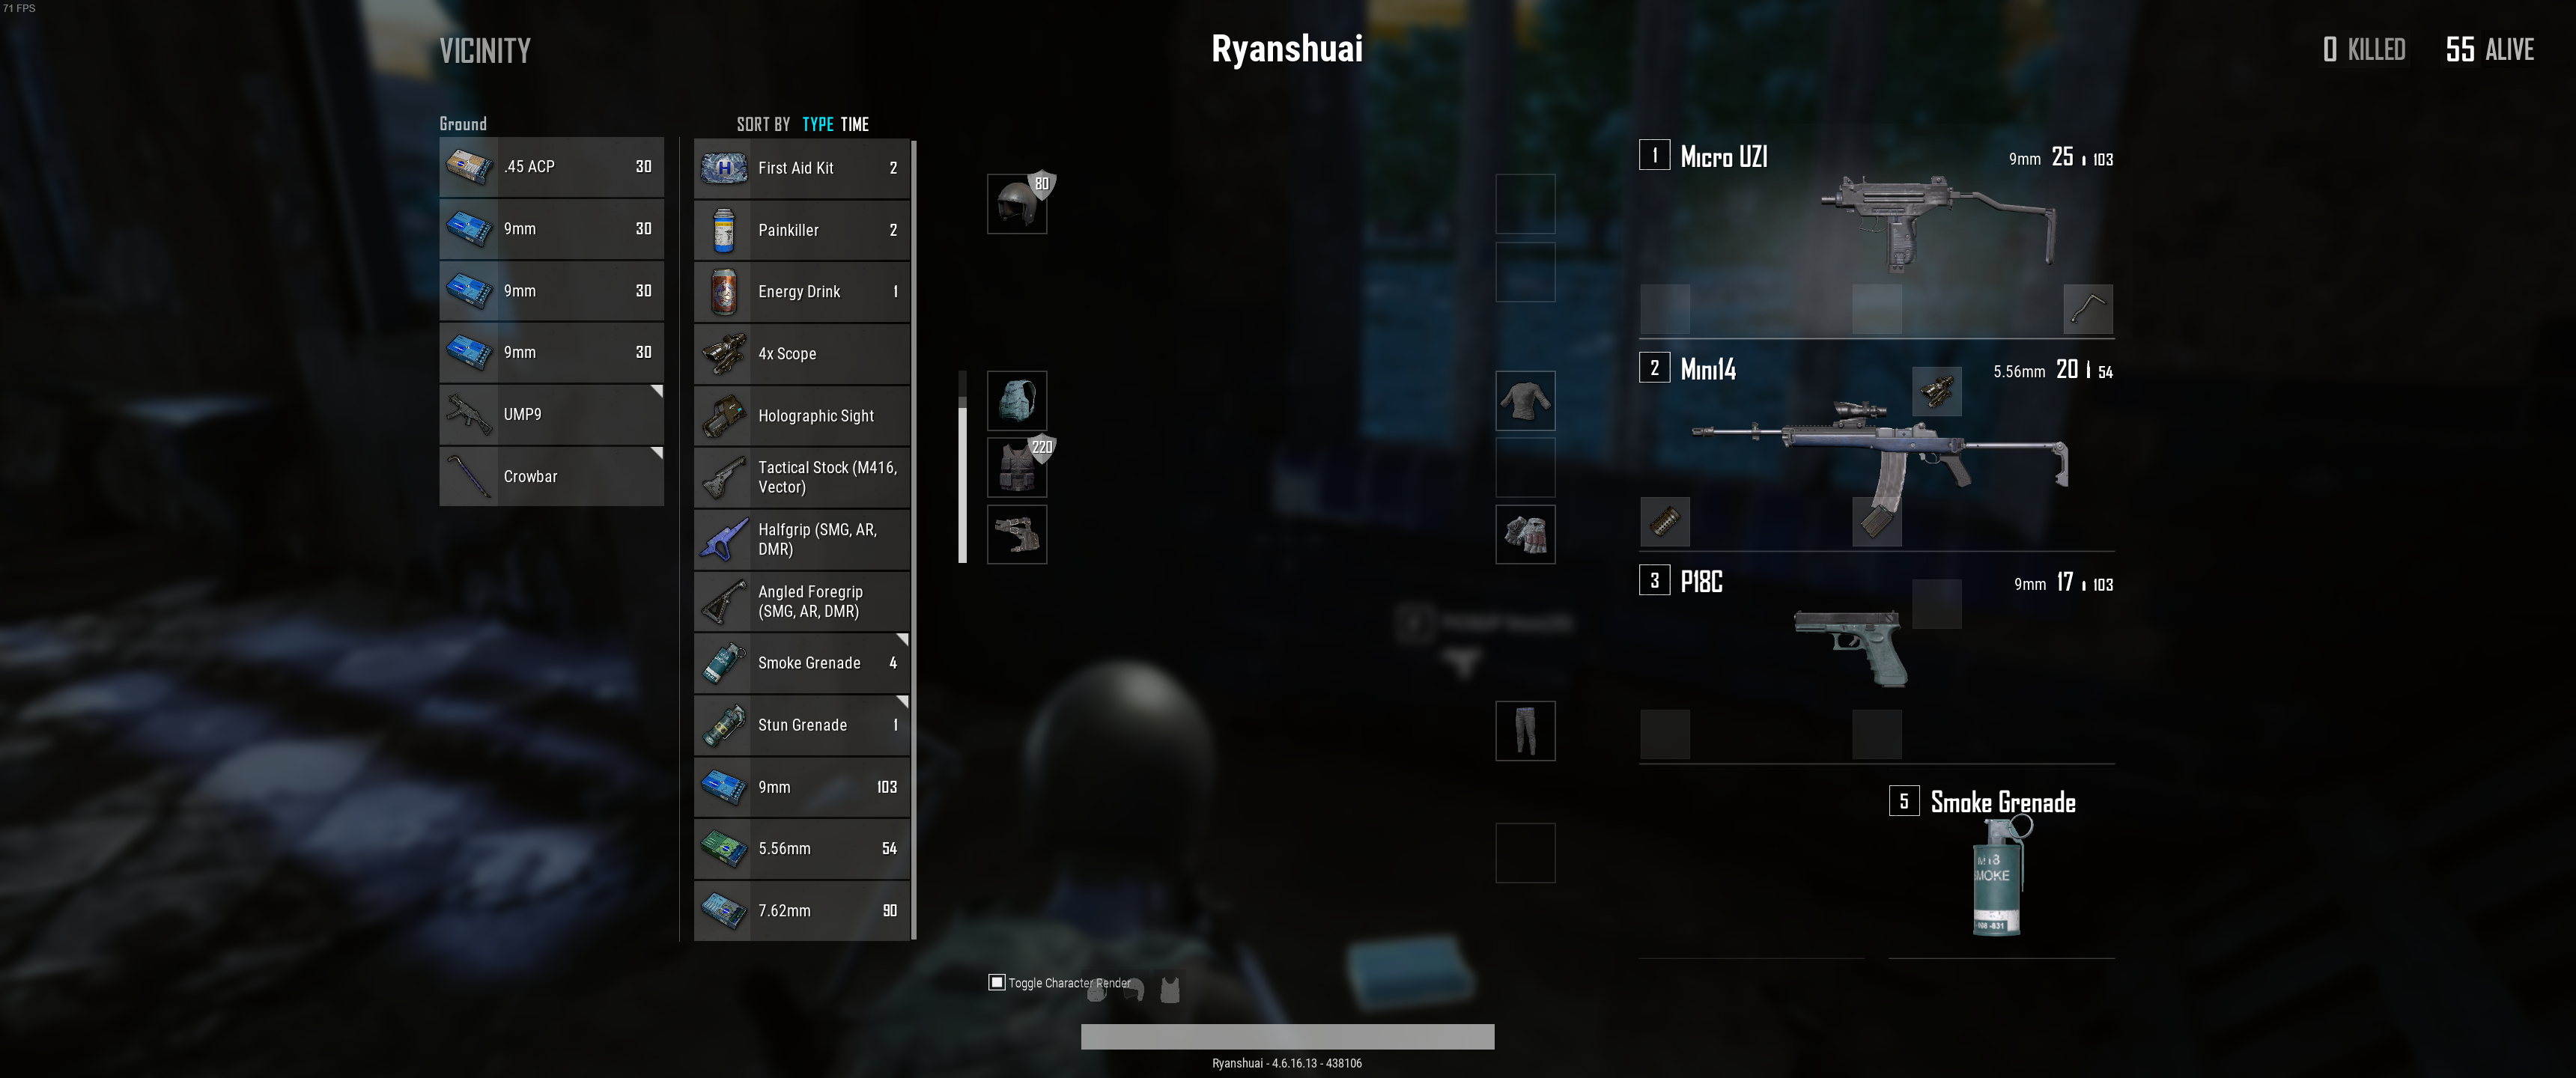 71 FPS
VICINITY
Ryanshuai
0 KILLED 55 ALIVE
Ground
.45 ACP 30
9mm 30
9mm 30
9mm 30
UMP9
Crowbar
SORT BY TYPE TIME
First Aid Kit 2
Painkiller 2
Energy Drink 1
4x Scope
Holographic Sight
Tactical Stock (M416,
Vector)
Halfgrip (SMG, AR,
DMR)
Angled Foregrip
(SMG, AR, DMR)
Smoke Grenade 4
Stun Grenade 1
9mm 103
5.56mm 54
7.62mm 90
80
220
1 Micro UZI 9mm 25 103
2 Mini14 5.56mm 20 54
3 P18C 9mm 17 103
5 Smoke Grenade
M18
SMOKE
Toggle Character Render
Ryanshuai - 4.6.16.13 - 438106